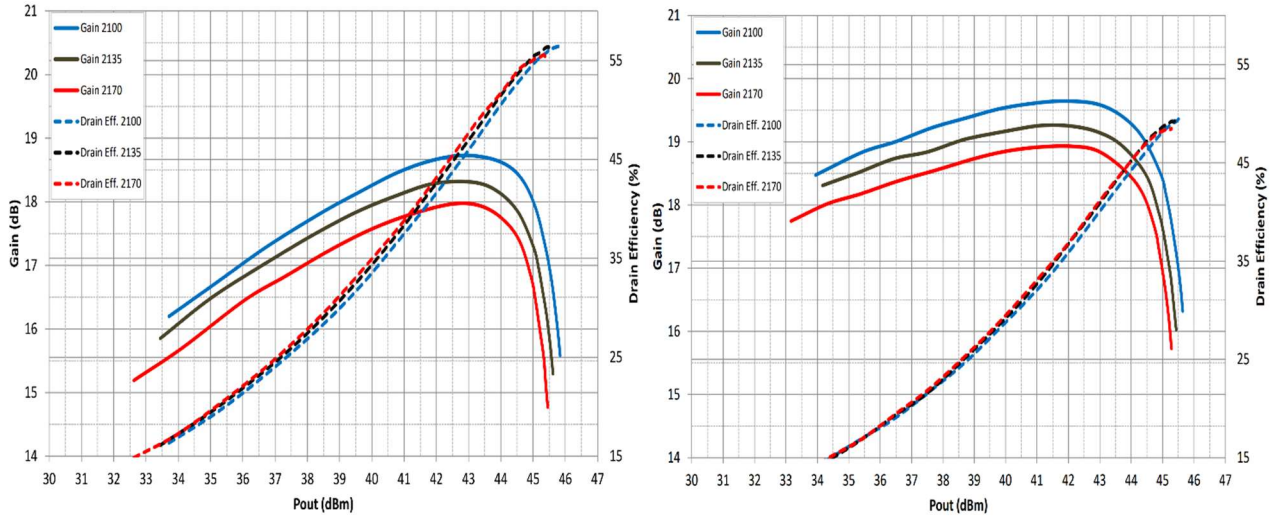 21
20
19
18
17
16
15
14
Gain (dB)
Gain 2100
Gain 2135
Gain 2170
Drain Eff. 2100
Drain Eff. 2135
Drain Eff. 2170
55
45
35
25
15
Drain Efficiency (%)
30 31 32 33 34 35 36 37 38 39 40 41 42 43 44 45 46 47
Pout (dBm)
21
20
19
18
17
16
15
14
Gain (dB)
Gain 2100
Gain 2135
Gain 2170
Drain Eff. 2100
Drain Eff. 2135
Drain Eff. 2170
55
45
35
25
15
Drain Efficiency (%)
30 31 32 33 34 35 36 37 38 39 40 41 42 43 44 45 46 47
Pout (dBm)